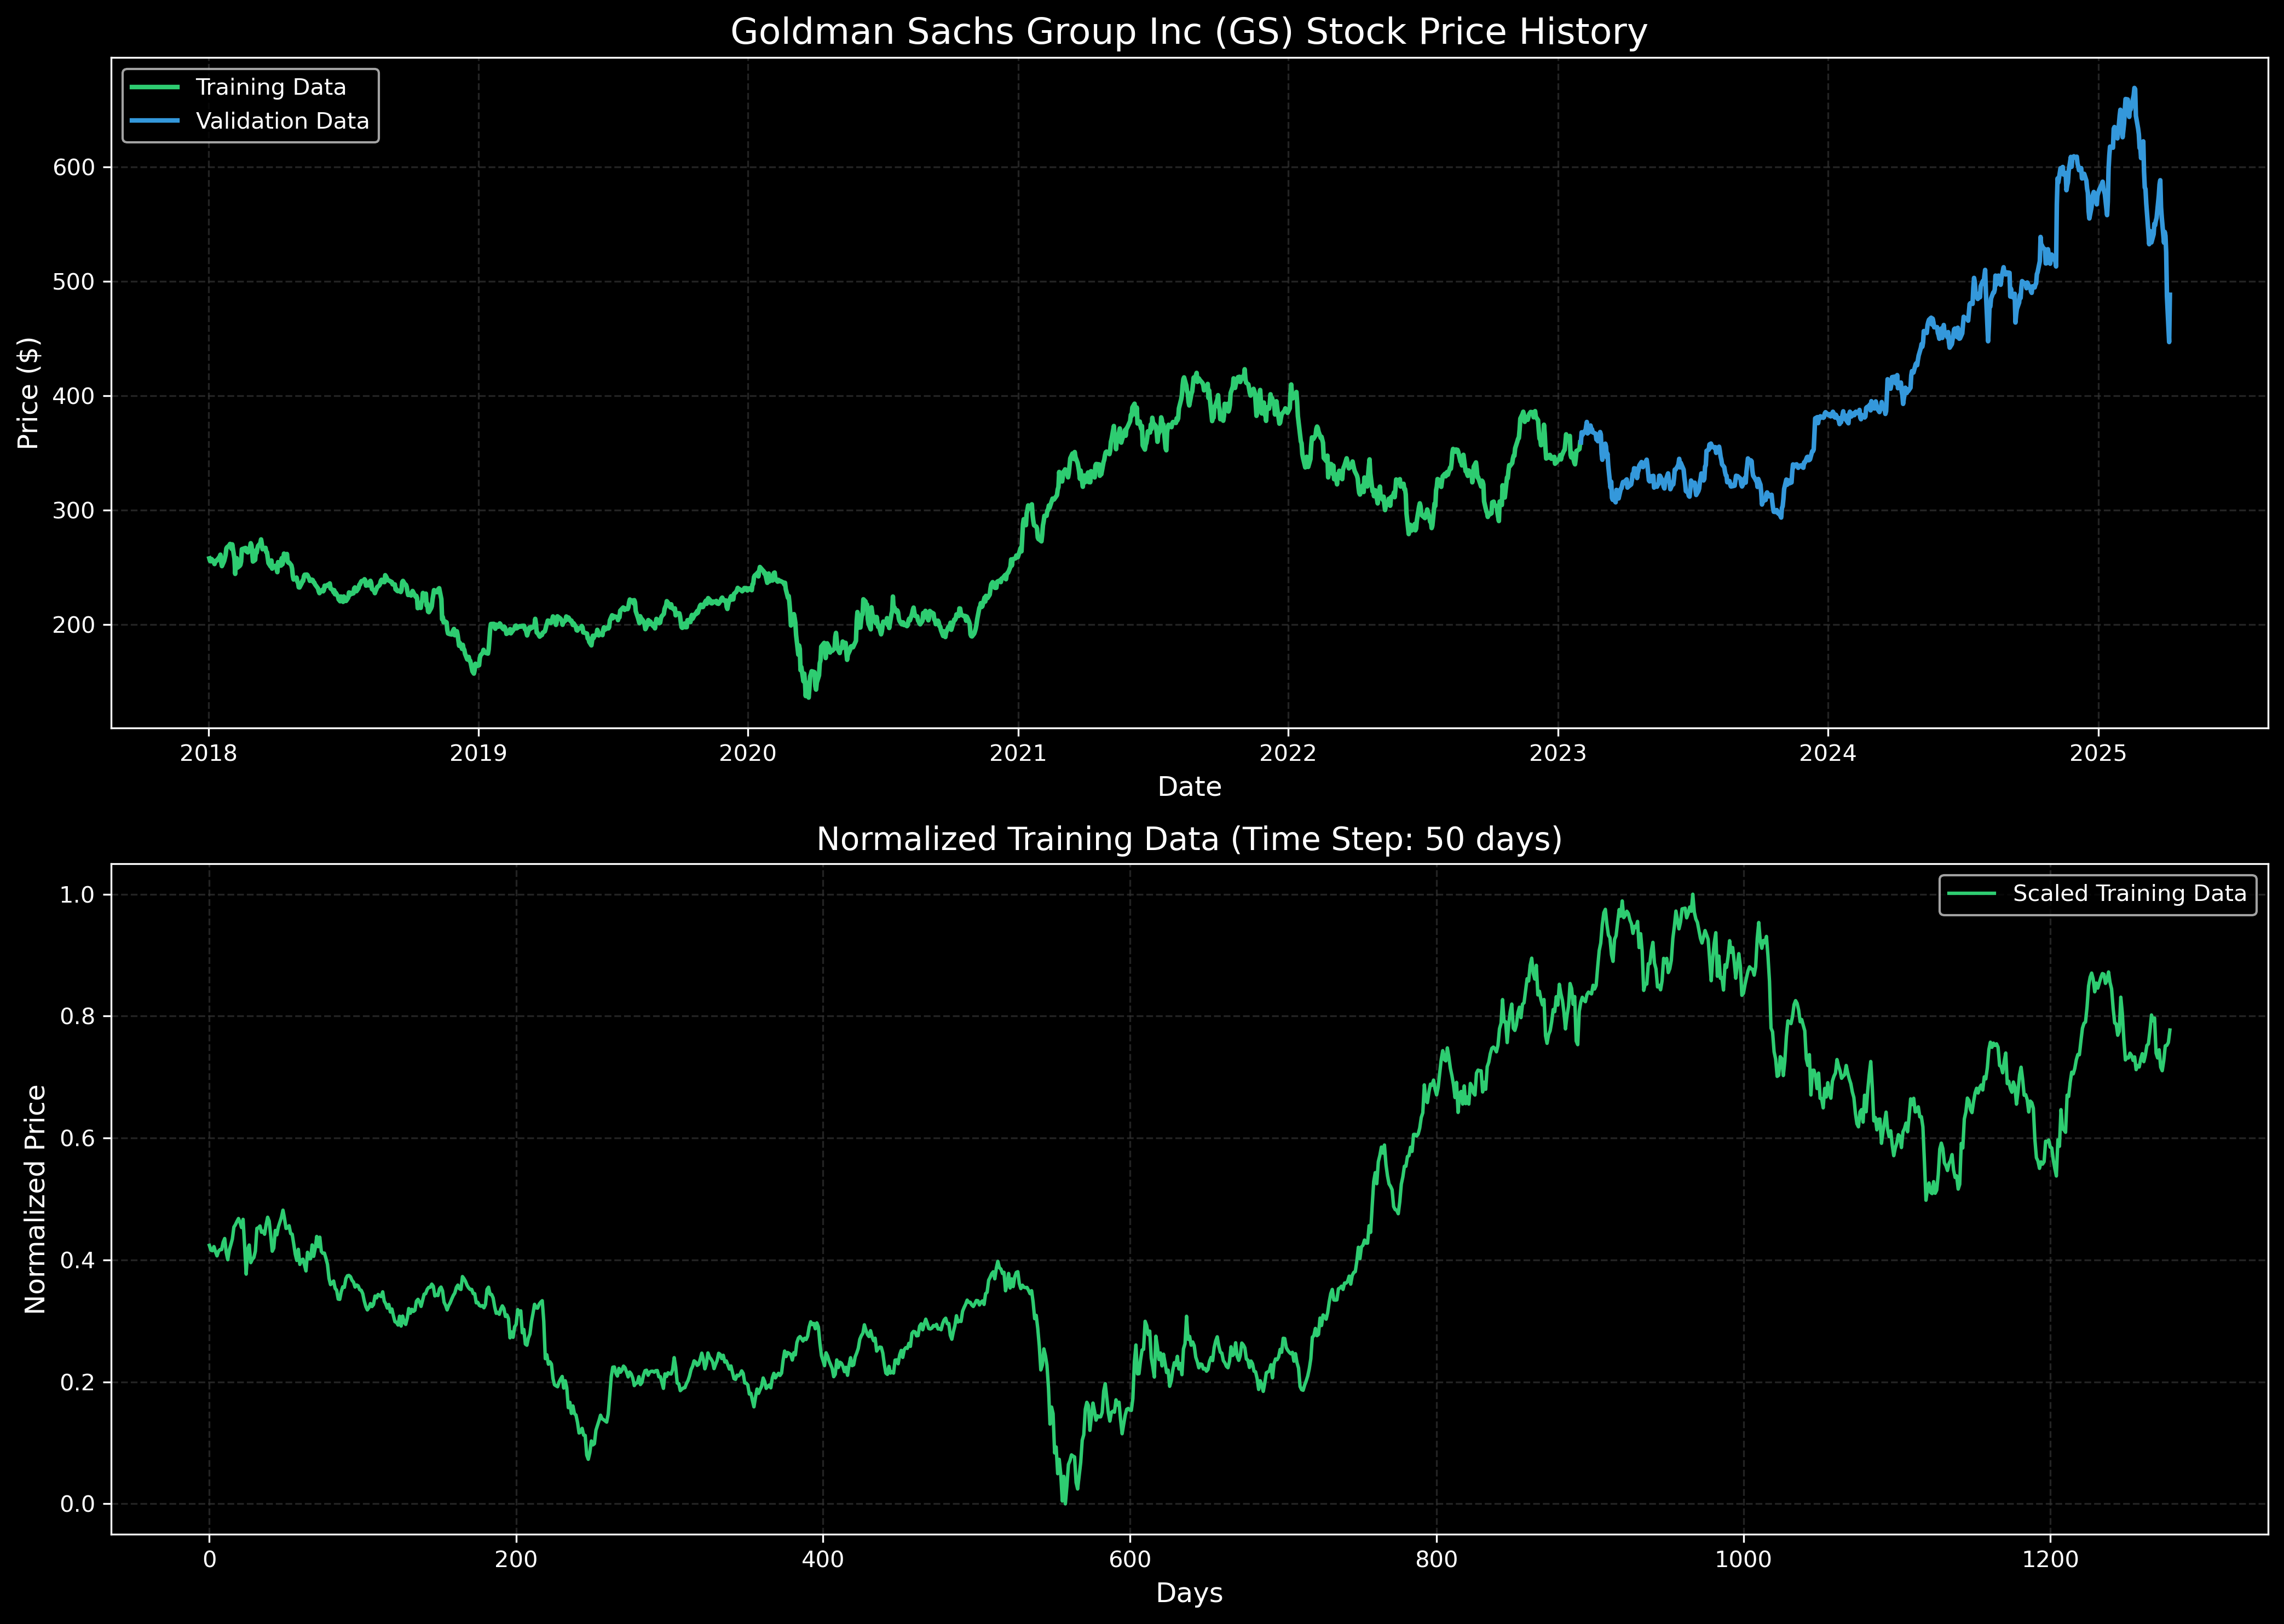 Goldman Sachs Group Inc (GS) Stock Price History
Training Data
Validation Data
Price ($)
600
500
400
300
200
2018 2019 2020 2021 2022 2023 2024 2025
Date
Normalized Training Data (Time Step: 50 days)
Scaled Training Data
Normalized Price
1.0
0.8
0.6
0.4
0.2
0.0
0 200 400 600 800 1000 1200
Days